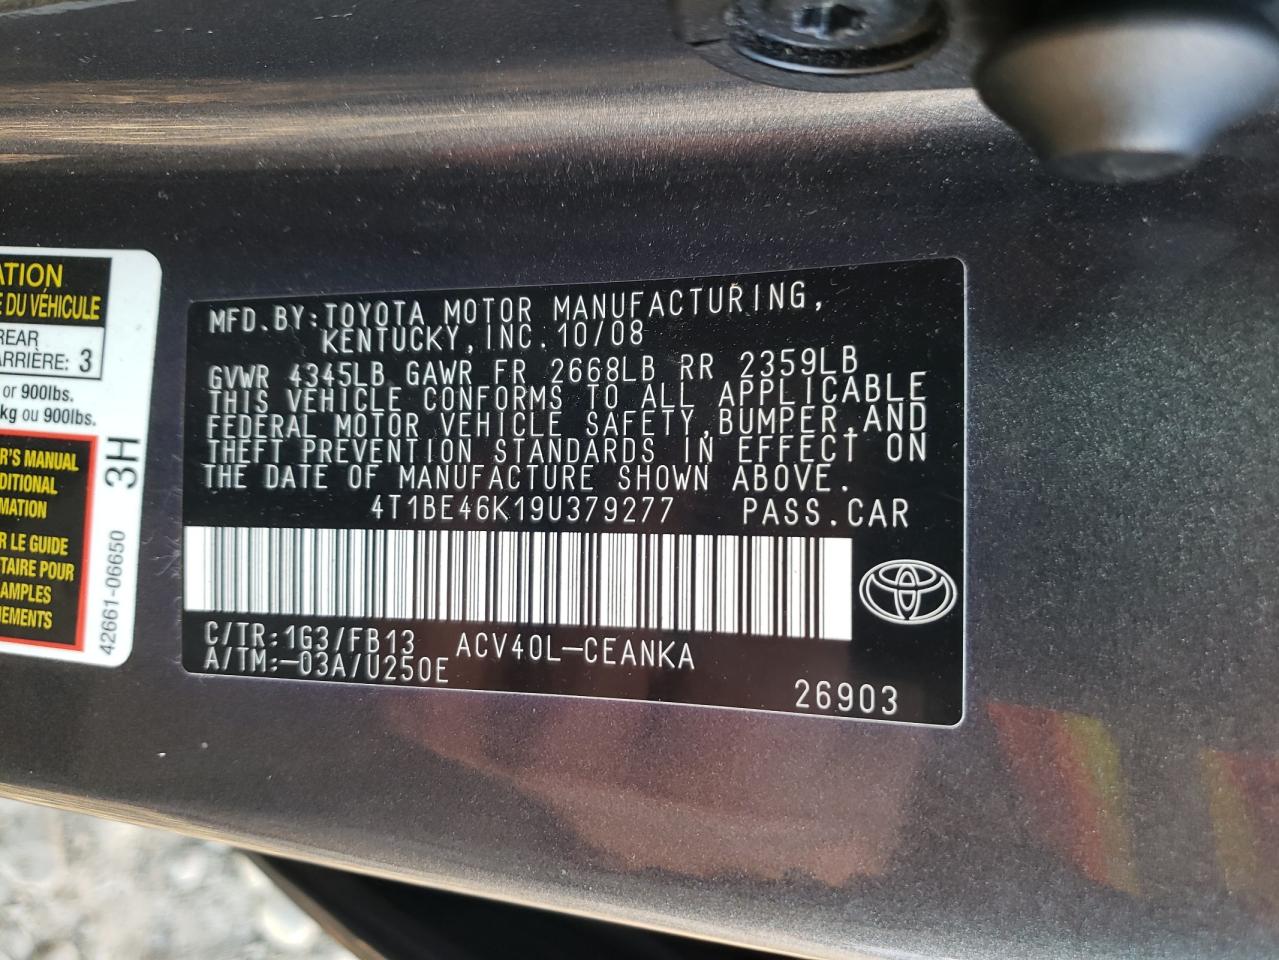 ATION
E DU VÉHICULE
REAR
ARRIÈRE: 3
or 900lbs.
kg ou 900lbs.
R'S MANUAL
DITIONAL
MATION
R LE GUIDE
TAIRE POUR
AMPLES
NEMENTS
3H
42661-06650
MFD.BY:TOYOTA MOTOR MANUFACTURING,
KENTUCKY,INC.10/08
GVWR 4345LB GAWR FR 2668LB RR 2359LB
THIS VEHICLE CONFORMS TO ALL APPLICABLE
FEDERAL MOTOR VEHICLE SAFETY,BUMPER,AND
THEFT PREVENTION STANDARDS IN EFFECT ON
THE DATE OF MANUFACTURE SHOWN ABOVE.
4T1BE46K19U379277 PASS.CAR
C/TR:1G3/FB13 ACV40L-CEANKA
A/TM:-03A/U250E
26903